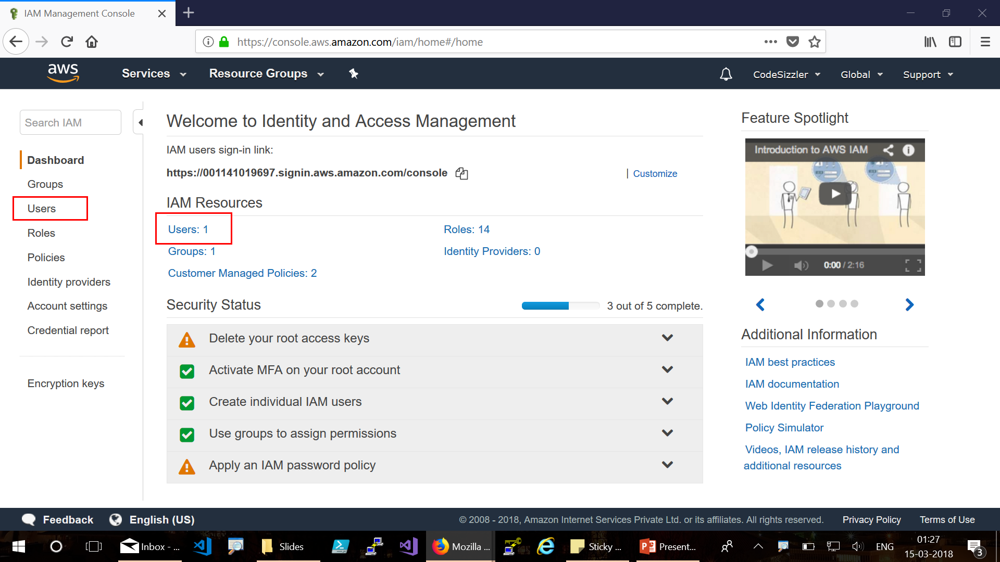 IAM Management Console
https://console.aws.amazon.com/iam/home#/home
aws
Services
Resource Groups
CodeSizzler
Global
Support
Search IAM
Dashboard
Groups
Users
Roles
Policies
Identity providers
Account settings
Credential report
Encryption keys
Welcome to Identity and Access Management
IAM users sign-in link:
https://001141019697.signin.aws.amazon.com/console
| Customize
IAM Resources
Users: 1
Roles: 14
Groups: 1
Identity Providers: 0
Customer Managed Policies: 2
Security Status
3 out of 5 complete.
Delete your root access keys
Activate MFA on your root account
Create individual IAM users
Use groups to assign permissions
Apply an IAM password policy
Feature Spotlight
Introduction to AWS IAM
0:00 / 2:16
Additional Information
IAM best practices
IAM documentation
Web Identity Federation Playground
Policy Simulator
Videos, IAM release history and
additional resources
Feedback
English (US)
© 2008 - 2018, Amazon Internet Services Private Ltd. or its affiliates. All rights reserved.
Privacy Policy
Terms of Use
Inbox - ...
Slides
Mozilla ...
Sticky ...
Present...
ENG
01:27
15-03-2018
3